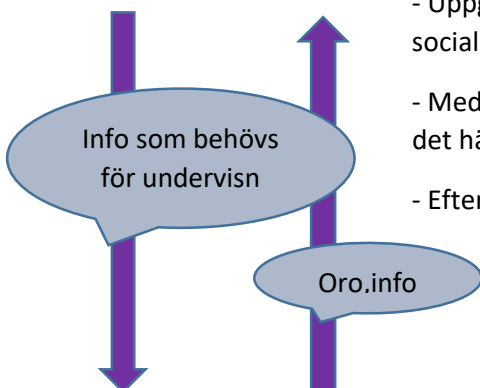 - Uppg
social
- Med
det hä
- Efter
Info som behövs
för undervisn
Oro.info